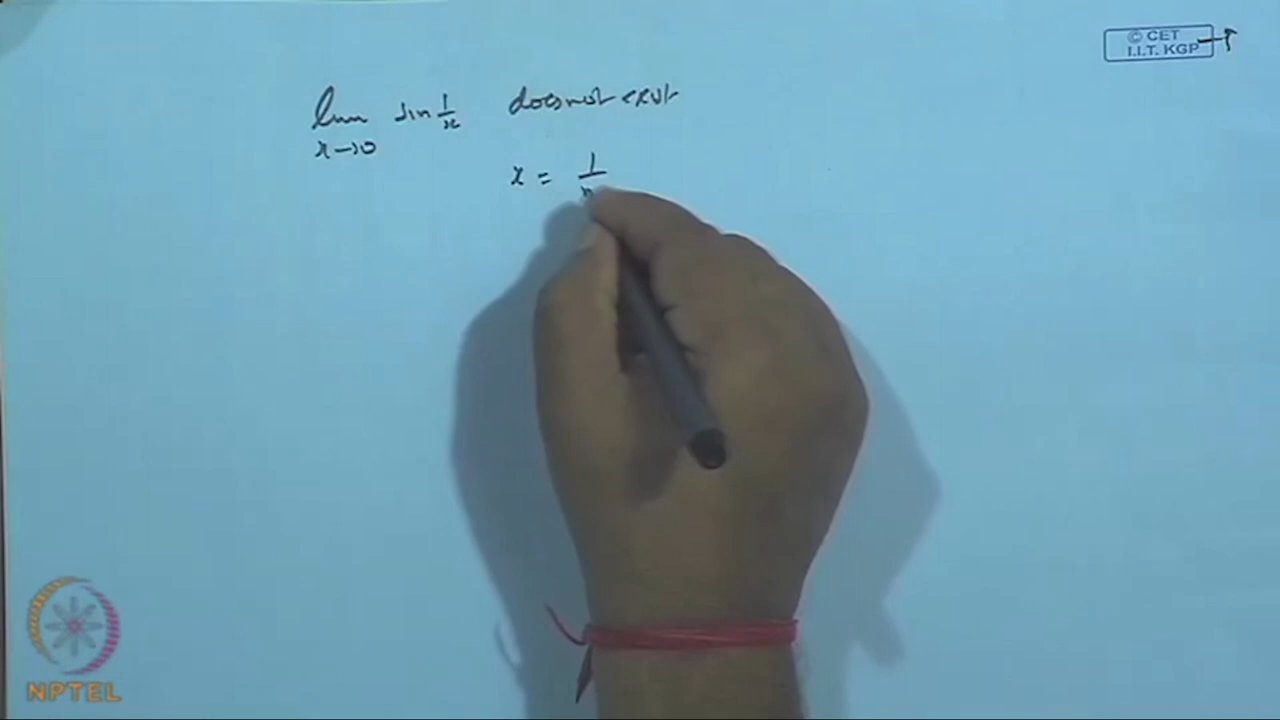 © CET
I.I.T. KGP
lim sin 1/x does not exist
x→0
x = 1/
NPTEL